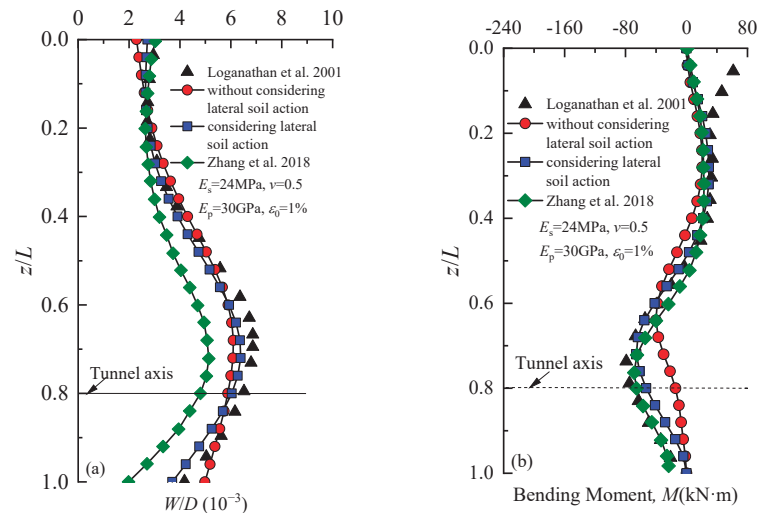 0 2 4 6 8 10
0.0
0.2
0.4
0.6
0.8
1.0
z/L
Loganathan et al. 2001
without considering
lateral soil action
considering lateral
soil action
Zhang et al. 2018
Es=24MPa, ν=0.5
Ep=30GPa, ε0=1%
Tunnel axis
(a)
W/D (10⁻³)
-240 -160 -80 0 80
0.0
0.2
0.4
0.6
0.8
1.0
z/L
Loganathan et al. 2001
without considering
lateral soil action
considering lateral
soil action
Zhang et al. 2018
Es=24MPa, ν=0.5
Ep=30GPa, ε0=1%
Tunnel axis
(b)
Bending Moment, M(kN·m)